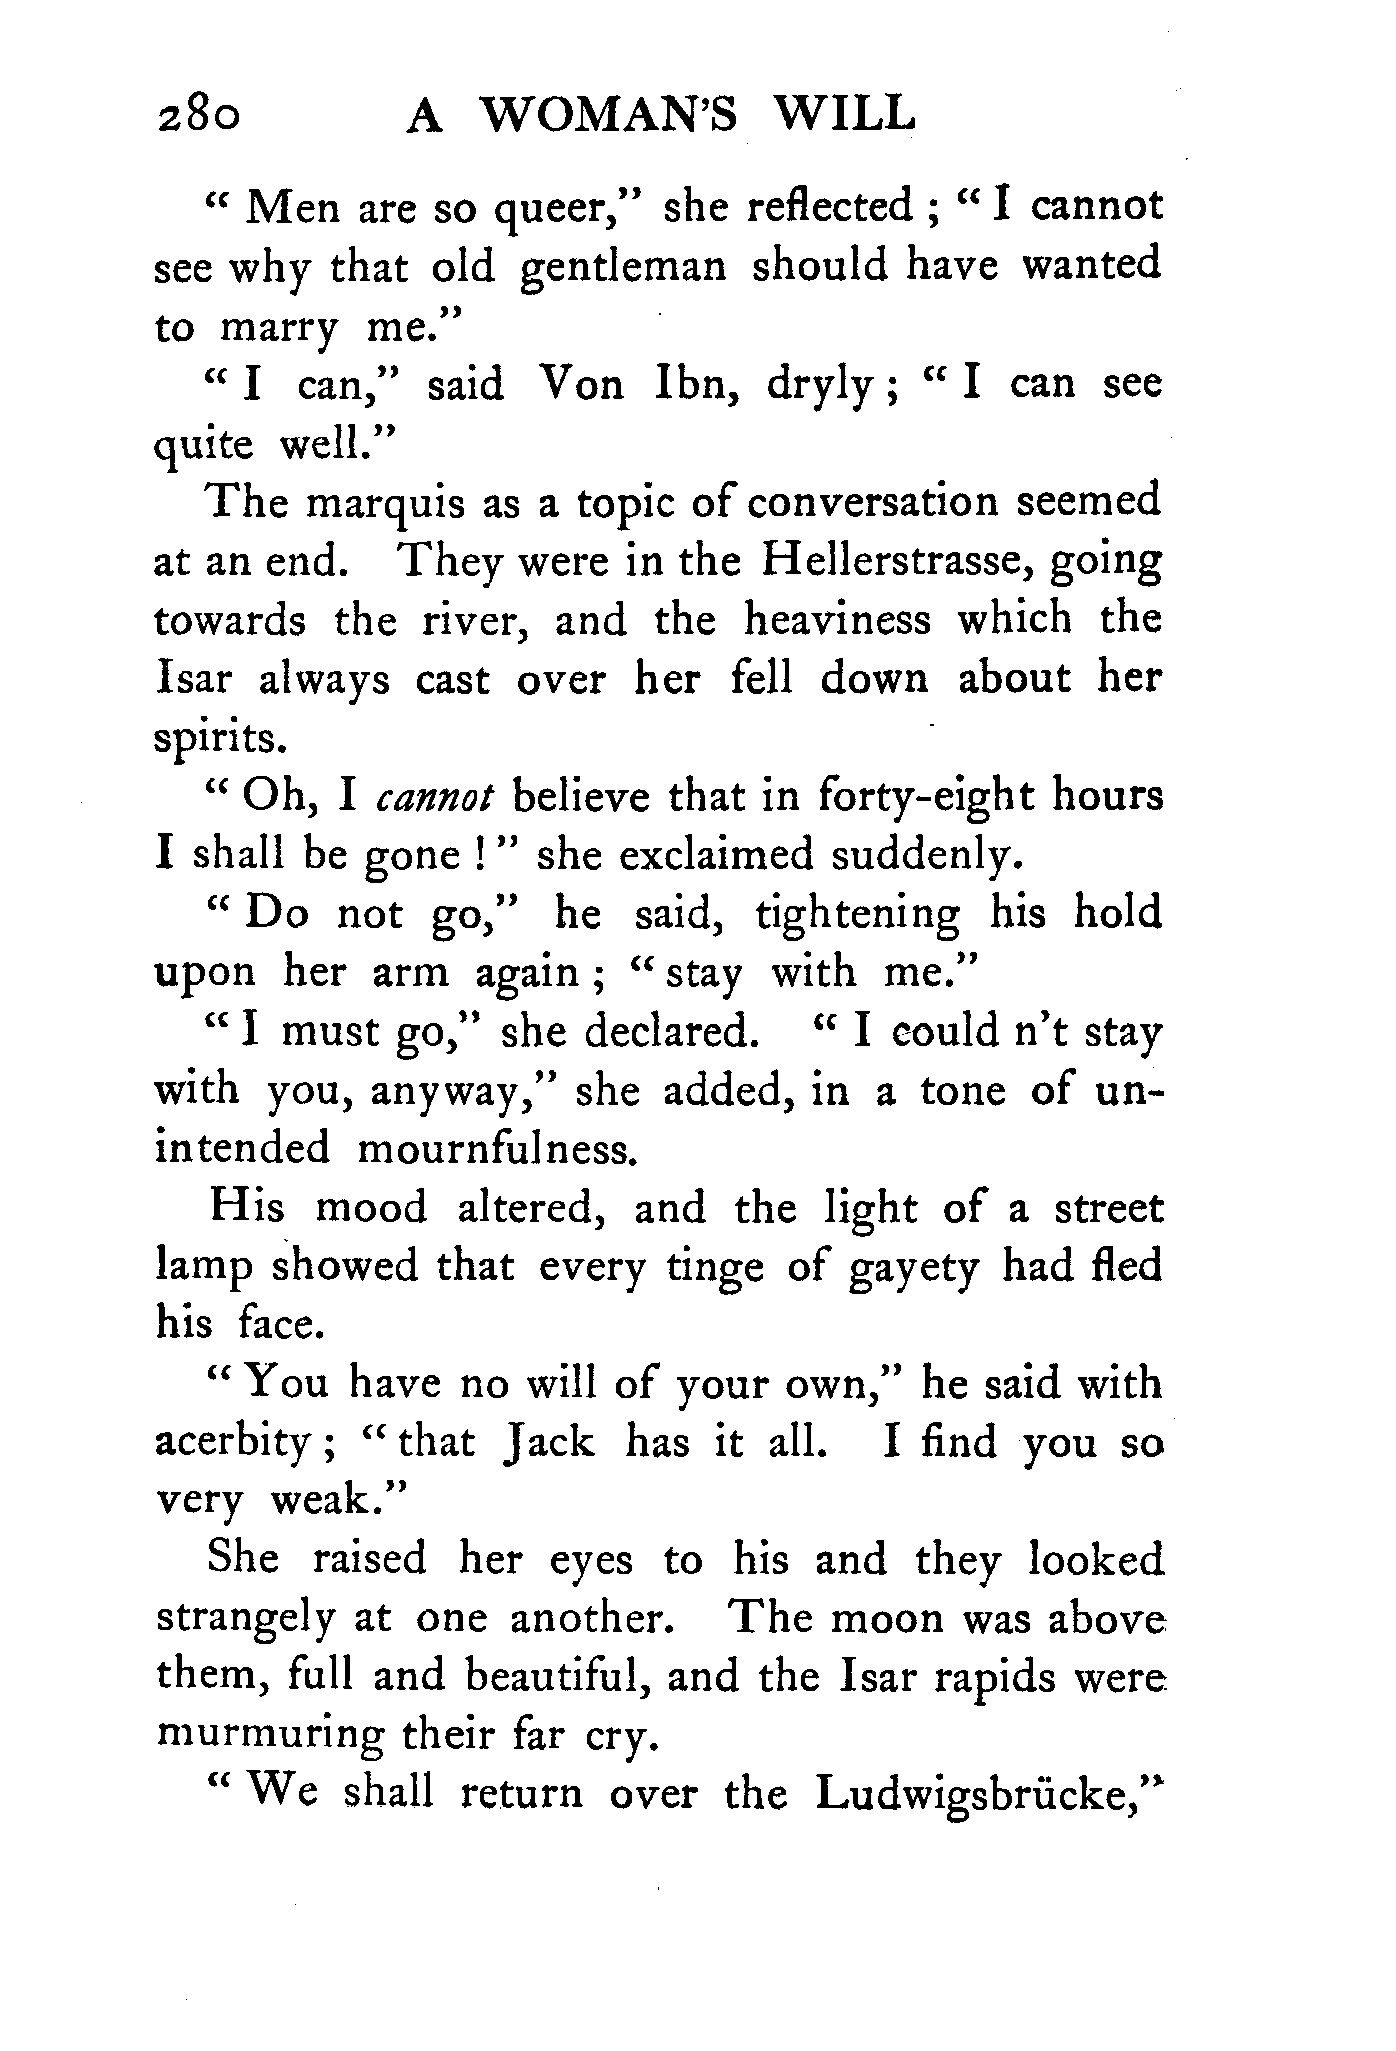 280 A WOMAN'S WILL
“ Men are so queer,” she reflected ; “ I cannot
see why that old gentleman should have wanted
to marry me.”
“ I can,” said Von Ibn, dryly ; “ I can see
quite well.”
The marquis as a topic of conversation seemed
at an end. They were in the Hellerstrasse, going
towards the river, and the heaviness which the
Isar always cast over her fell down about her
spirits.
“ Oh, I cannot believe that in forty-eight hours
I shall be gone ! ” she exclaimed suddenly.
“ Do not go,” he said, tightening his hold
upon her arm again ; “ stay with me.”
“ I must go,” she declared. “ I could n't stay
with you, anyway,” she added, in a tone of un-
intended mournfulness.
His mood altered, and the light of a street
lamp showed that every tinge of gayety had fled
his face.
“ You have no will of your own,” he said with
acerbity ; “ that Jack has it all. I find you so
very weak.”
She raised her eyes to his and they looked
strangely at one another. The moon was above
them, full and beautiful, and the Isar rapids were
murmuring their far cry.
“ We shall return over the Ludwigsbrücke,”